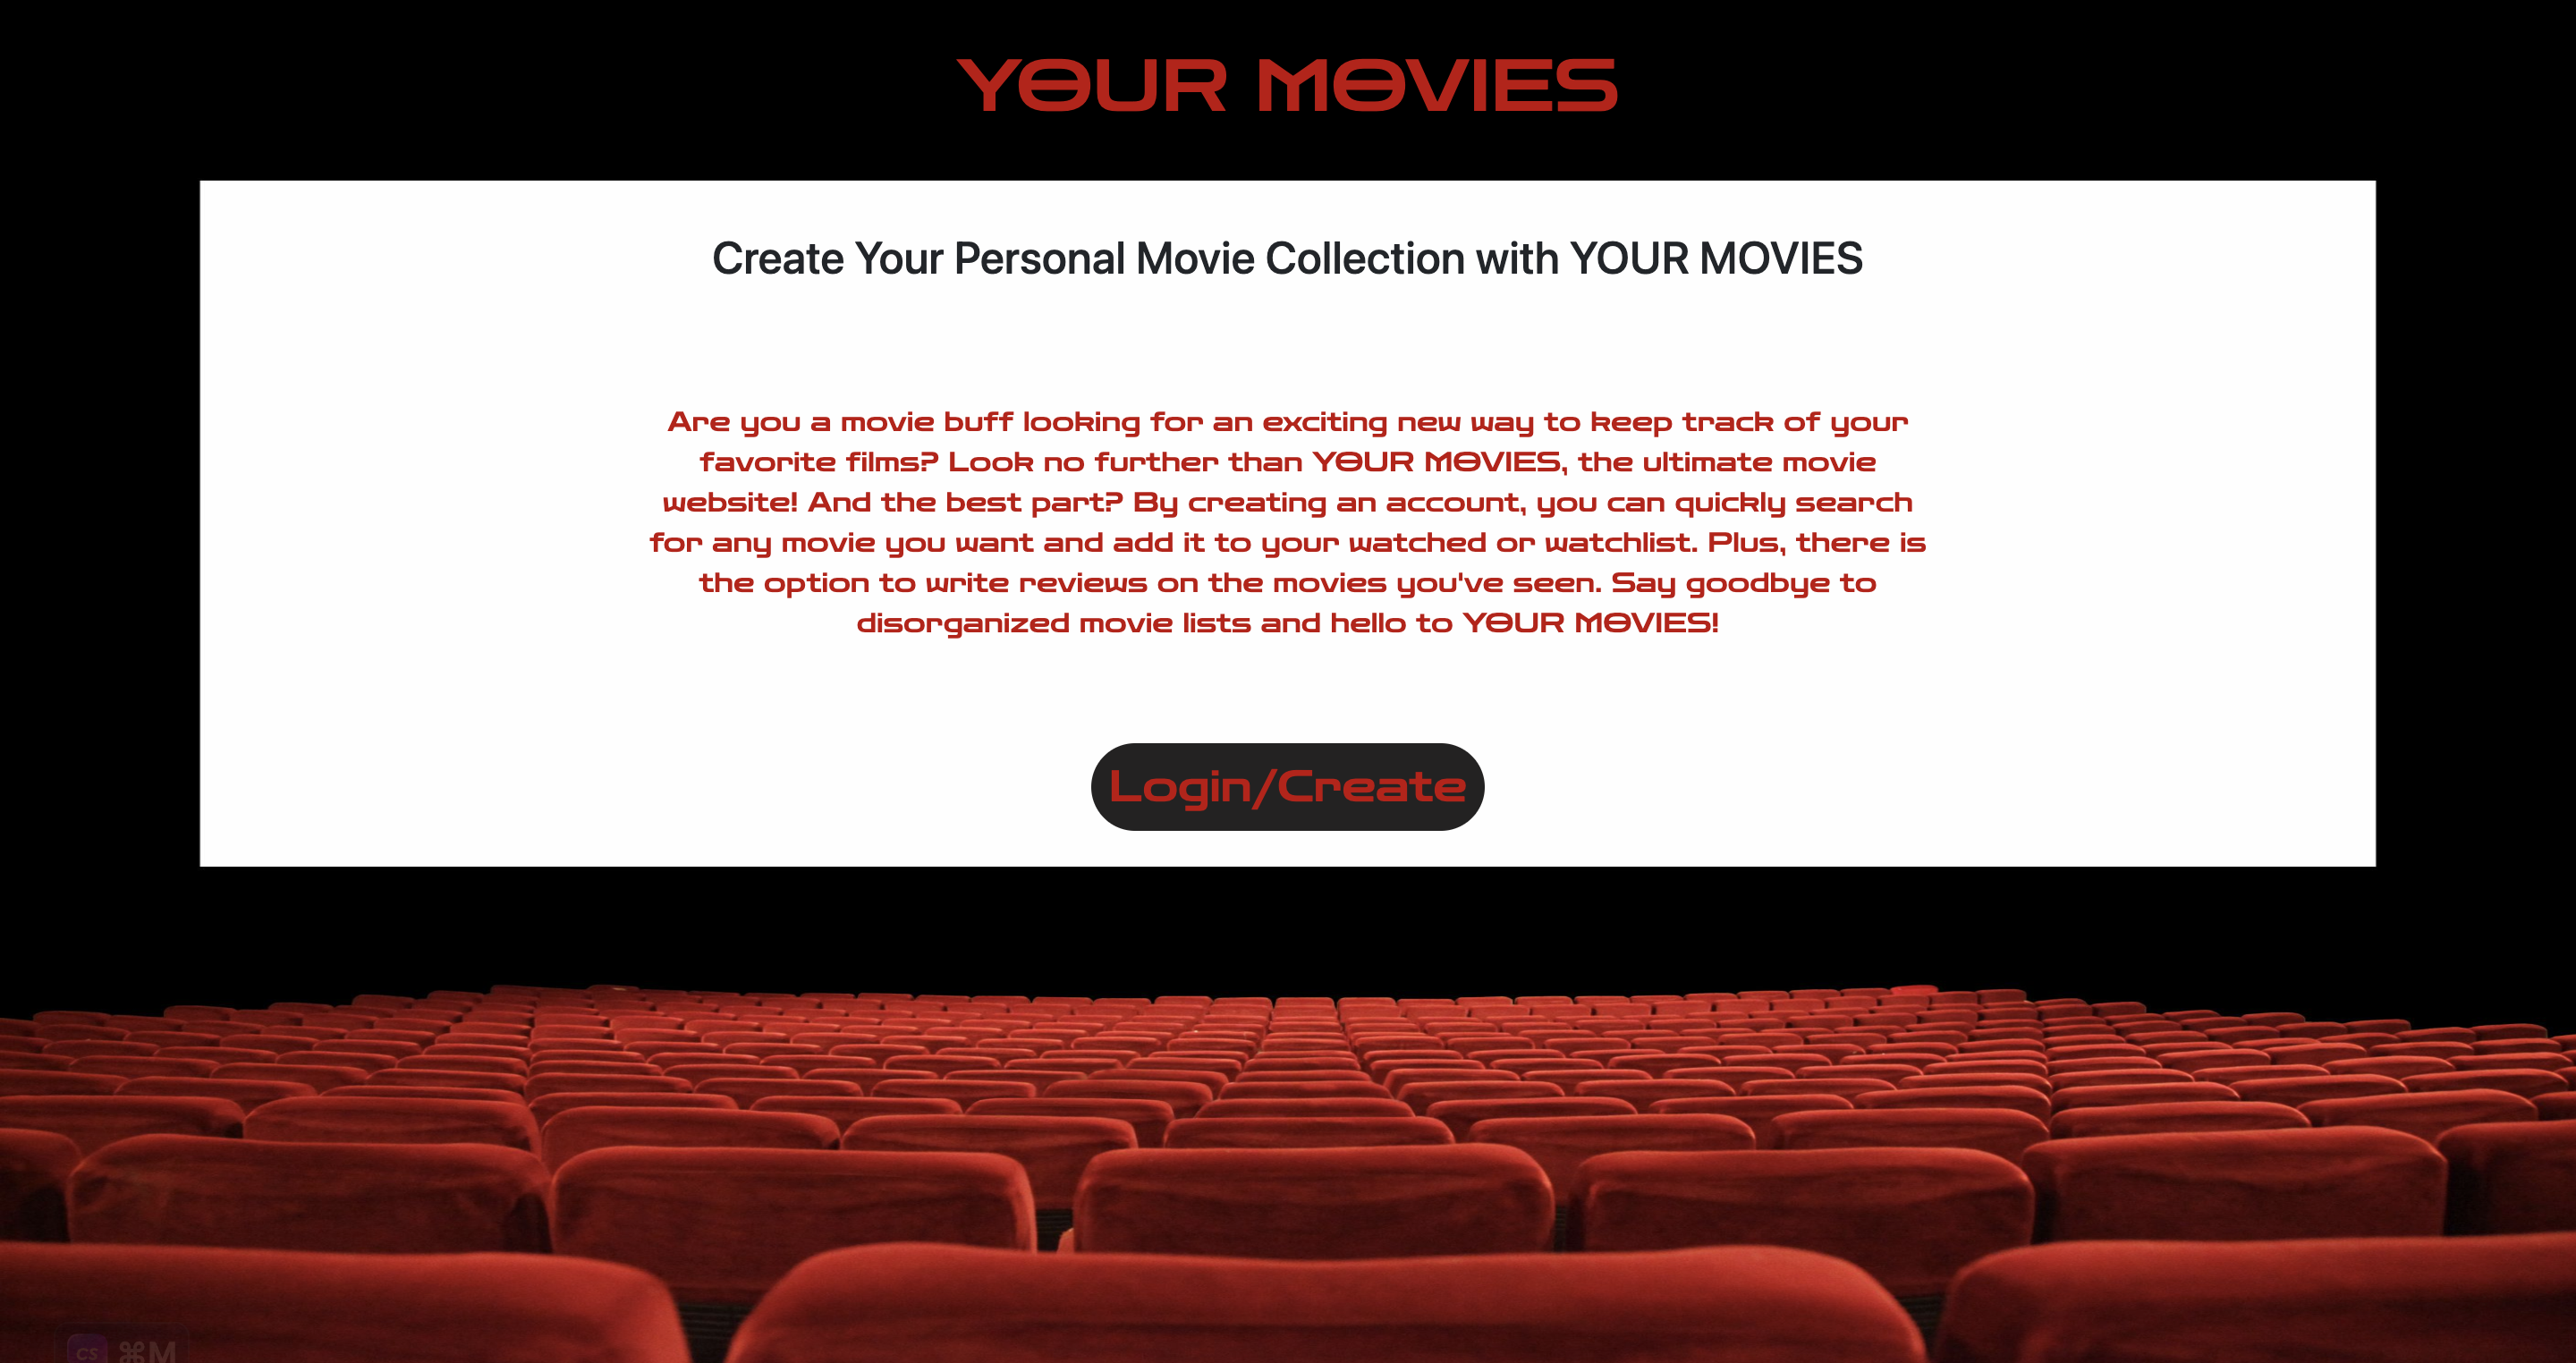 YOUR MOVIES
Create Your Personal Movie Collection with YOUR MOVIES
Are you a movie buff looking for an exciting new way to keep track of your
favorite films? Look no further than YOUR MOVIES, the ultimate movie
website! And the best part? By creating an account, you can quickly search
for any movie you want and add it to your watched or watchlist. Plus, there is
the option to write reviews on the movies you've seen. Say goodbye to
disorganized movie lists and hello to YOUR MOVIES!
Login/Create
CS ⌘M